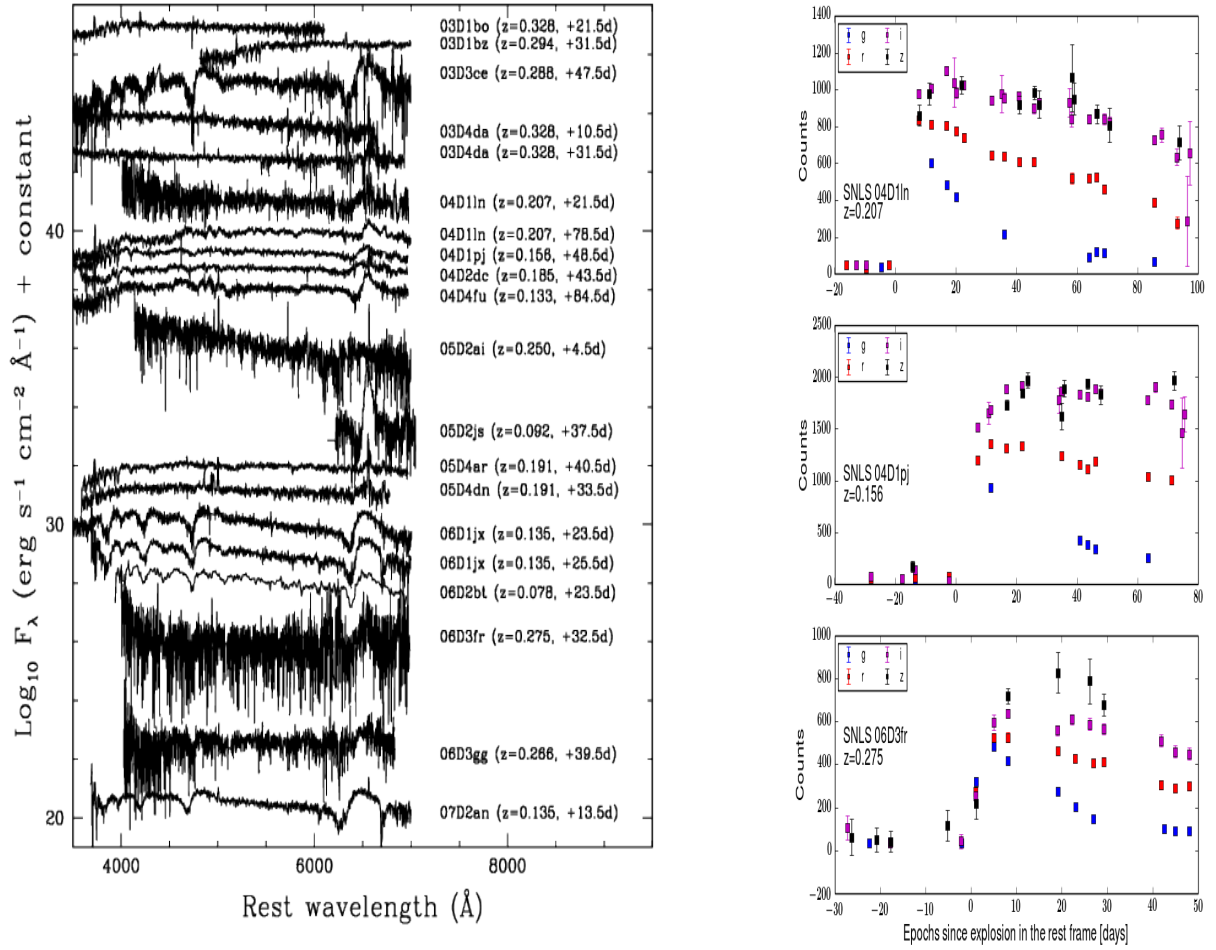 Log₁₀ F_λ (erg s⁻¹ cm⁻² Å⁻¹) + constant
40
30
20
03D1bo (z=0.328, +21.5d)
03D1bz (z=0.294, +31.5d)
03D3ce (z=0.288, +47.5d)
03D4da (z=0.328, +10.5d)
03D4da (z=0.328, +31.5d)
04D1ln (z=0.207, +21.5d)
04D1ln (z=0.207, +78.5d)
04D1pj (z=0.156, +48.5d)
04D2dc (z=0.185, +43.5d)
04D4fu (z=0.133, +84.5d)
05D2ai (z=0.250, +4.5d)
05D2js (z=0.092, +37.5d)
05D4ar (z=0.191, +40.5d)
05D4dn (z=0.191, +33.5d)
06D1jx (z=0.135, +23.5d)
06D1jx (z=0.135, +25.5d)
06D2bt (z=0.078, +23.5d)
06D3fr (z=0.275, +32.5d)
06D3gg (z=0.266, +39.5d)
07D2an (z=0.135, +13.5d)
4000 6000 8000
Rest wavelength (Å)
Counts
1400
1200
1000
800
600
400
200
0
g i
r z
SNLS 04D1ln
z=0.207
−20 0 20 40 60 80 100
Counts
2500
2000
1500
1000
500
0
g i
r z
SNLS 04D1pj
z=0.156
−40 −20 0 20 40 60 80
Counts
1000
800
600
400
200
0
−200
g i
r z
SNLS 06D3fr
z=0.275
−30 −20 −10 0 10 20 30 40 50
Epochs since explosion in the rest frame [days]